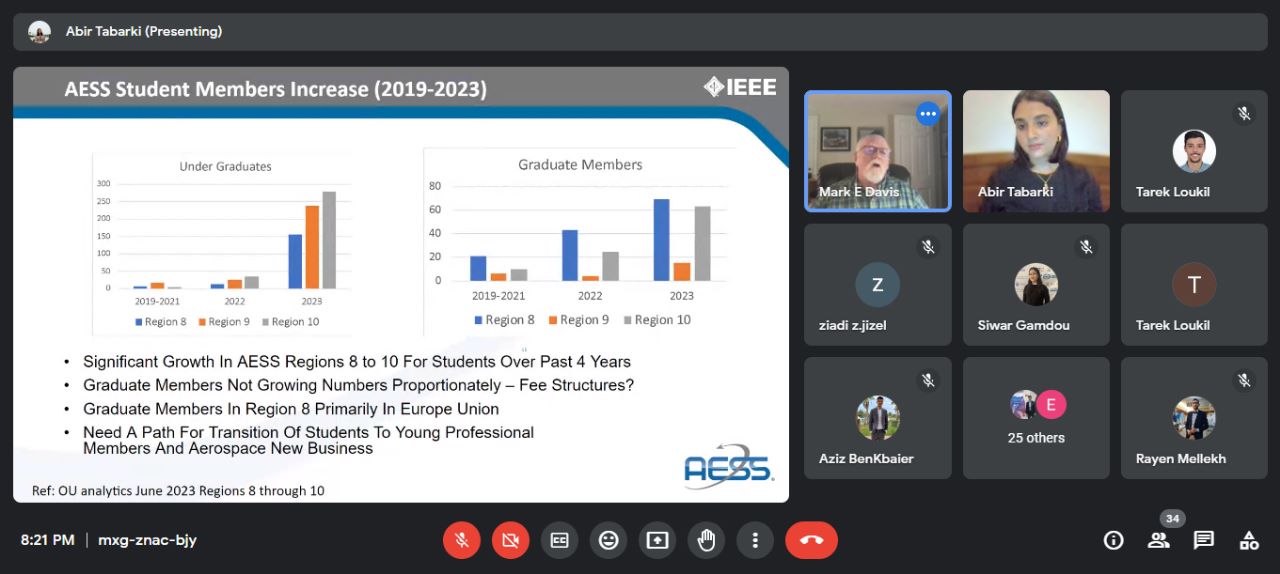 Abir Tabarki (Presenting)
AESS Student Members Increase (2019-2023)
IEEE
Under Graduates
300
250
200
150
100
50
0
2019-2021 2022 2023
Region 8 Region 9 Region 10
Graduate Members
80
60
40
20
0
2019-2021 2022 2023
Region 8 Region 9 Region 10
• Significant Growth In AESS Regions 8 to 10 For Students Over Past 4 Years
• Graduate Members Not Growing Numbers Proportionately – Fee Structures?
• Graduate Members In Region 8 Primarily In Europe Union
• Need A Path For Transition Of Students To Young Professional
Members And Aerospace New Business
AESS
Ref: OU analytics June 2023 Regions 8 through 10
Mark E Davis
Abir Tabarki
Tarek Loukil
Z
ziadi z.jizel
Siwar Gamdou
T
Tarek Loukil
Aziz BenKbaier
E
25 others
Rayen Mellekh
8:21 PM | mxg-znac-bjy
CC
34